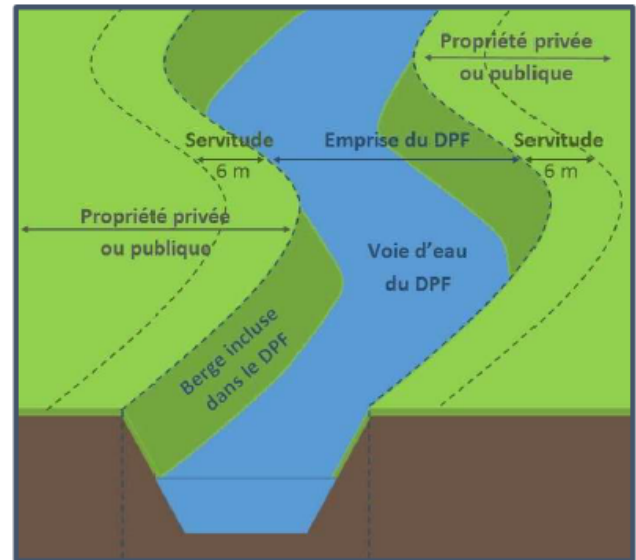 Propriété privée
ou publique
Servitude
6 m
Emprise du DPF
Servitude
6 m
Propriété privée
ou publique
Voie d'eau
du DPF
Berge incluse
dans le DPF